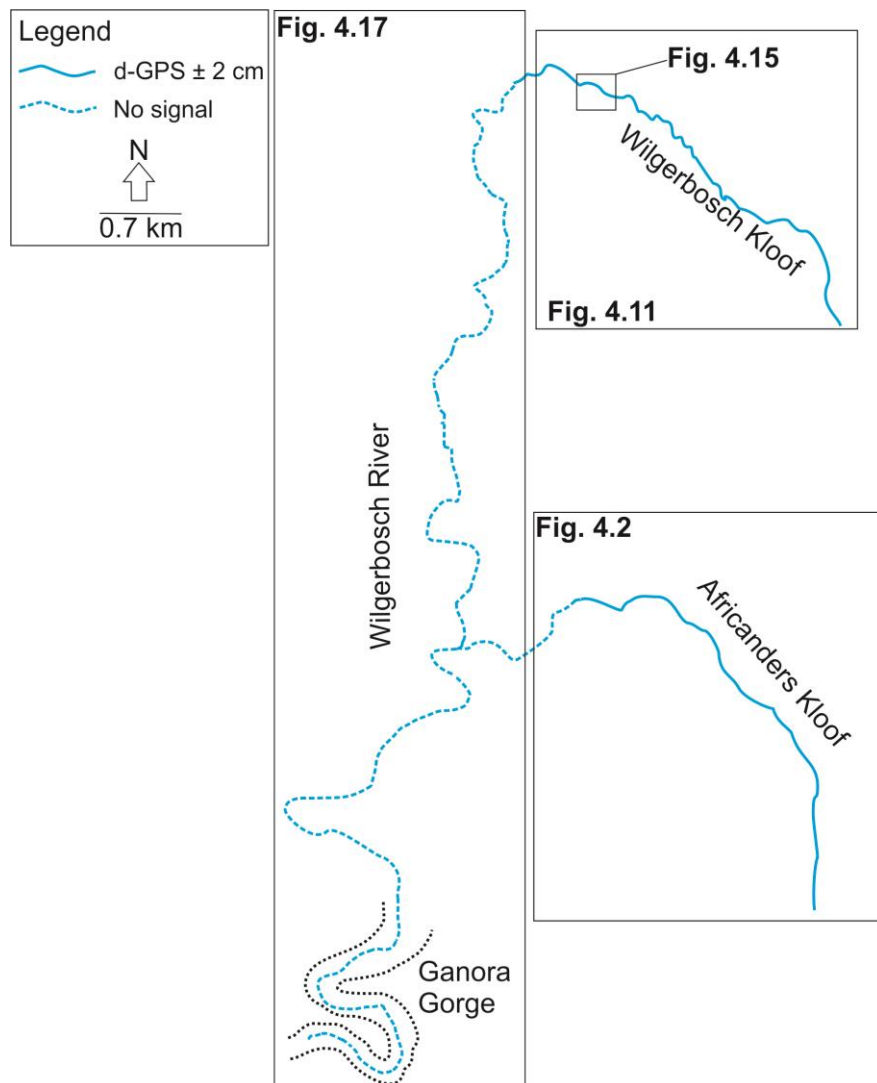 Legend
d-GPS ± 2 cm
No signal
N
0.7 km
Fig. 4.17
Fig. 4.15
Wilgerbosch Kloof
Fig. 4.11
Wilgerbosch River
Fig. 4.2
Africanders Kloof
Ganora
Gorge